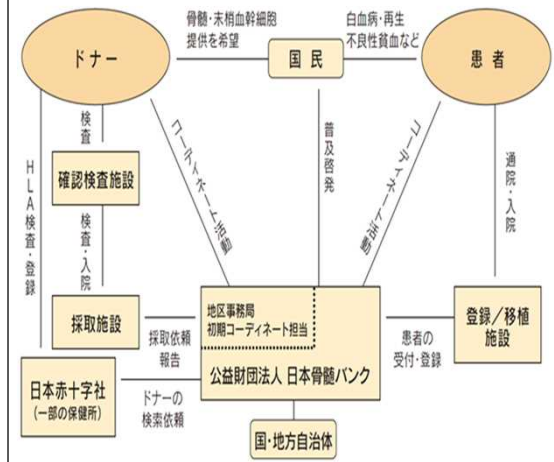 骨髄・末梢血幹細胞
提供を希望
白血病・再生
不良性貧血など
ドナー
国民
患者
検査
HLA検査・登録
コーディネート活動
普及啓発
コーディネート活動
通院・入院
確認検査施設
検査・入院
採取施設
採取依頼
報告
地区事務局
初期コーディネート担当
公益財団法人 日本骨髄バンク
患者の
受付・登録
登録/移植
施設
日本赤十字社
(一部の保健所)
ドナーの
検索依頼
国・地方自治体